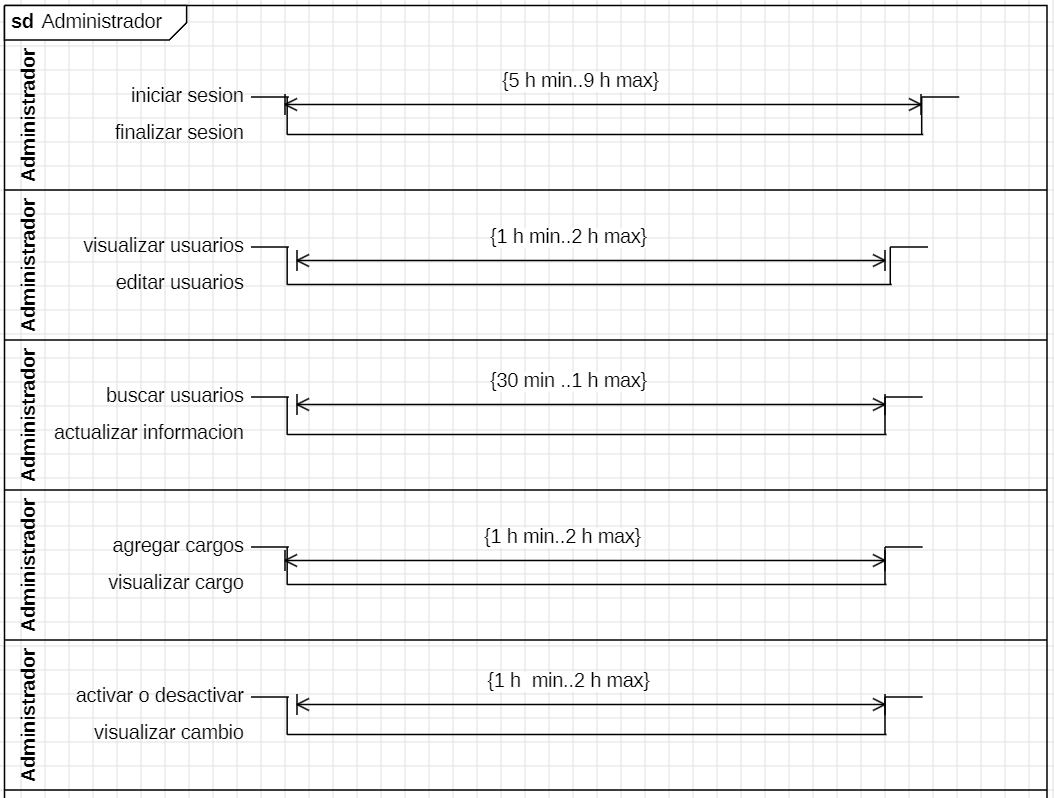 sd Administrador
Administrador
{5 h min..9 h max}
iniciar sesion
finalizar sesion
Administrador
{1 h min..2 h max}
visualizar usuarios
editar usuarios
Administrador
{30 min ..1 h max}
buscar usuarios
actualizar informacion
Administrador
{1 h min..2 h max}
agregar cargos
visualizar cargo
Administrador
{1 h  min..2 h max}
activar o desactivar
visualizar cambio